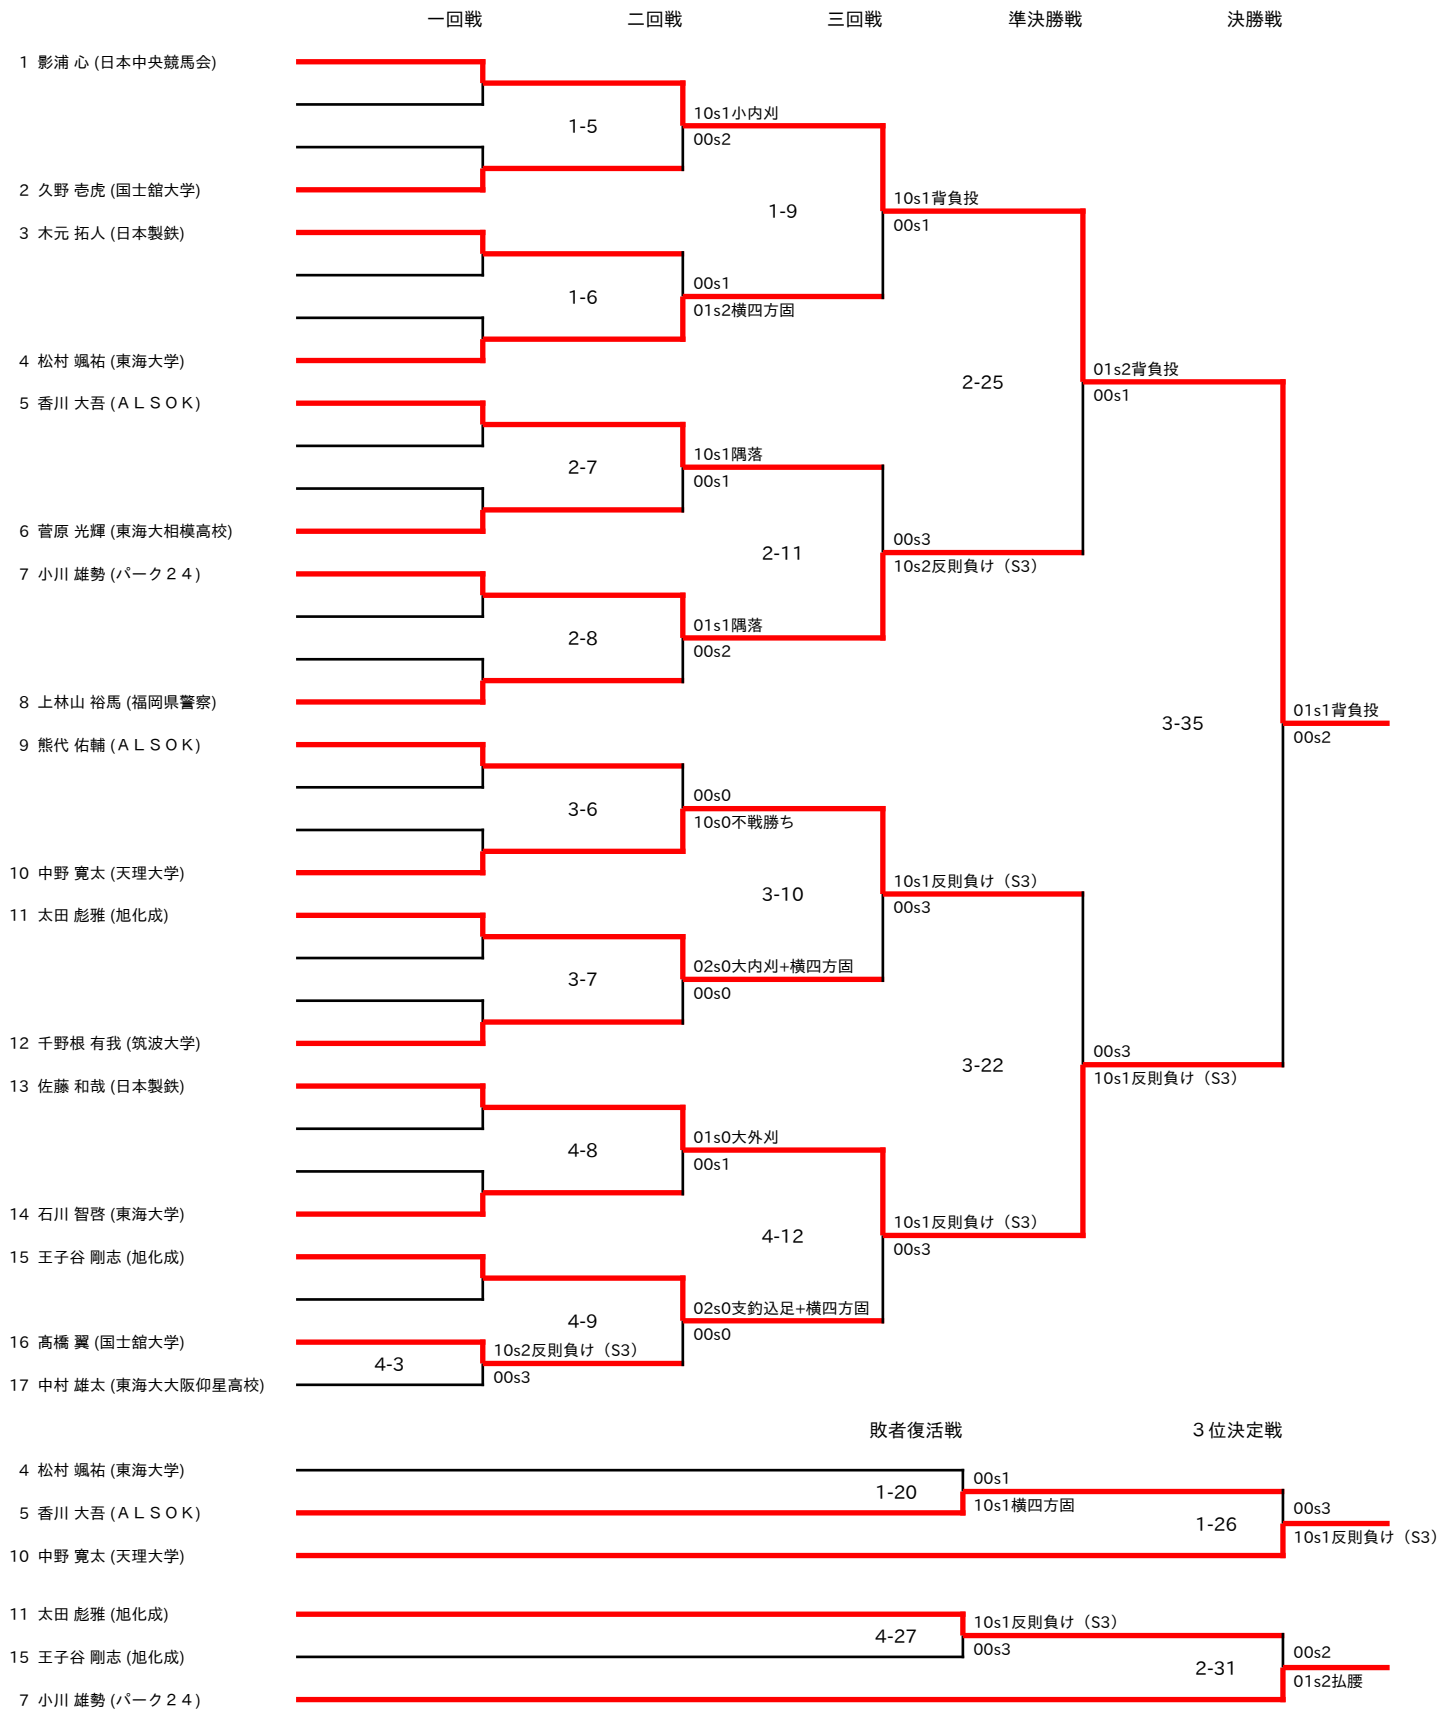 一回戦 二回戦 三回戦 準決勝戦 決勝戦
1 影浦 心 (日本中央競馬会)
10s1小内刈
1-5
00s2
2 久野 壱虎 (国士舘大学)
10s1背負投
1-9
00s1
3 木元 拓人 (日本製鉄)
00s1
1-6
01s2横四方固
4 松村 颯祐 (東海大学)
01s2背負投
2-25
00s1
5 香川 大吾 (ＡＬＳＯＫ)
10s1隅落
2-7
00s1
6 菅原 光輝 (東海大相模高校)
00s3
2-11
10s2反則負け（S3）
7 小川 雄勢 (パーク２４)
01s1隅落
2-8
00s2
8 上林山 裕馬 (福岡県警察)
01s1背負投
3-35
00s2
9 熊代 佑輔 (ＡＬＳＯＫ)
00s0
3-6
10s0不戦勝ち
10 中野 寛太 (天理大学)
10s1反則負け（S3）
3-10
00s3
11 太田 彪雅 (旭化成)
02s0大内刈+横四方固
3-7
00s0
12 千野根 有我 (筑波大学)
00s3
3-22
10s1反則負け（S3）
13 佐藤 和哉 (日本製鉄)
01s0大外刈
4-8
00s1
14 石川 智啓 (東海大学)
10s1反則負け（S3）
4-12
00s3
15 王子谷 剛志 (旭化成)
02s0支釣込足+横四方固
4-9
00s0
16 髙橋 翼 (国士舘大学)
10s2反則負け（S3）
4-3
00s3
17 中村 雄太 (東海大大阪仰星高校)
敗者復活戦 ３位決定戦
4 松村 颯祐 (東海大学)
00s1
1-20
10s1横四方固
5 香川 大吾 (ＡＬＳＯＫ)
00s3
1-26
10s1反則負け（S3）
10 中野 寛太 (天理大学)
11 太田 彪雅 (旭化成)
10s1反則負け（S3）
4-27
00s3
15 王子谷 剛志 (旭化成)
00s2
2-31
01s2払腰
7 小川 雄勢 (パーク２４)